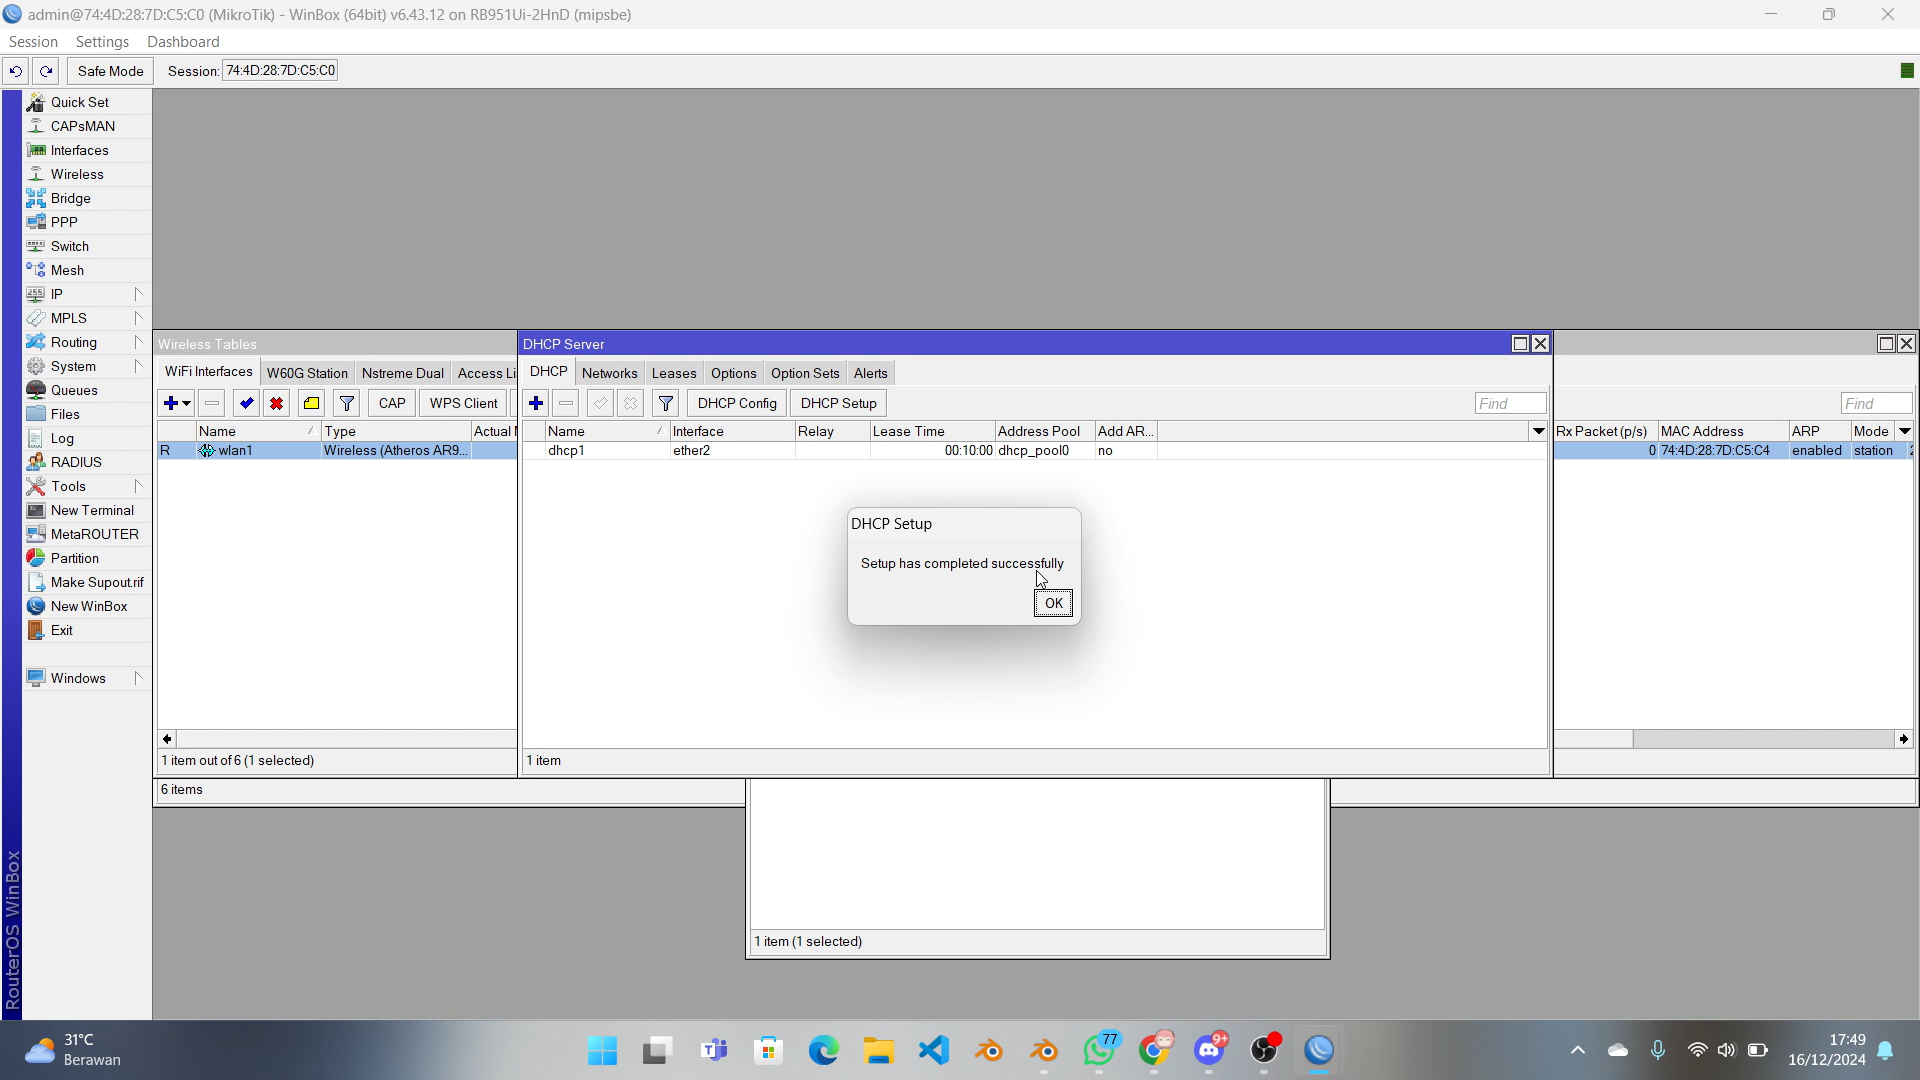 admin@74:4D:28:7D:C5:C0 (MikroTik) - WinBox (64bit) v6.43.12 on RB951Ui-2HnD (mipsbe)
Session Settings Dashboard
Safe Mode Session: 74:4D:28:7D:C5:C0
Quick Set
CAPsMAN
Interfaces
Wireless
Bridge
PPP
Switch
Mesh
IP
MPLS
Routing
System
Queues
Files
Log
RADIUS
Tools
New Terminal
MetaROUTER
Partition
Make Supout.rif
New WinBox
Exit
Windows
RouterOS WinBox
Wireless Tables
WiFi Interfaces W60G Station Nstreme Dual Access Li
CAP WPS Client
Name Type Actual
R wlan1 Wireless (Atheros AR9...
1 item out of 6 (1 selected)
6 items
DHCP Server
DHCP Networks Leases Options Option Sets Alerts
DHCP Config DHCP Setup Find
Name Interface Relay Lease Time Address Pool Add AR...
dhcp1 ether2 00:10:00 dhcp_pool0 no
1 item
DHCP Setup
Setup has completed successfully
OK
Find
Rx Packet (p/s) MAC Address ARP Mode
0 74:4D:28:7D:C5:C4 enabled station
1 item (1 selected)
31°C
Berawan
77
9+
17:49
16/12/2024